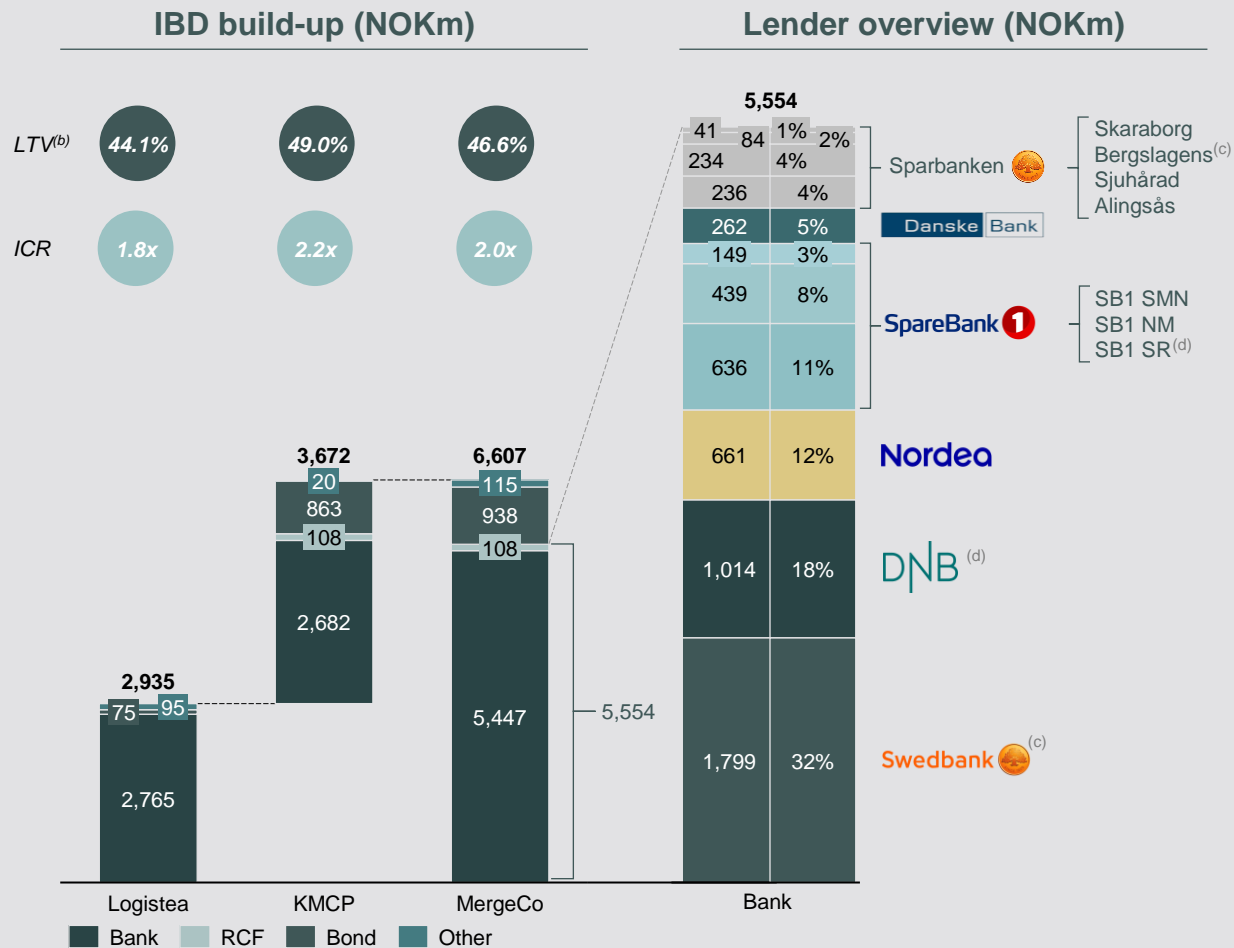 IBD build-up (NOKm)
LTV(b)
44.1%
49.0%
46.6%
ICR
1.8x
2.2x
2.0x
2,935
75
95
2,765
3,672
20
863
108
2,682
6,607
115
938
108
5,447
5,554
Logistea
KMCP
MergeCo
Bank
RCF
Bond
Other
Lender overview (NOKm)
5,554
41
84
1%
2%
234
4%
236
4%
262
5%
149
3%
439
8%
636
11%
661
12%
1,014
18%
1,799
32%
Bank
Sparbanken
Skaraborg
Bergslagens(c)
Sjuhärad
Alingsås
Danske Bank
SpareBank 1
SB1 SMN
SB1 NM
SB1 SR(d)
Nordea
DNB (d)
Swedbank (c)